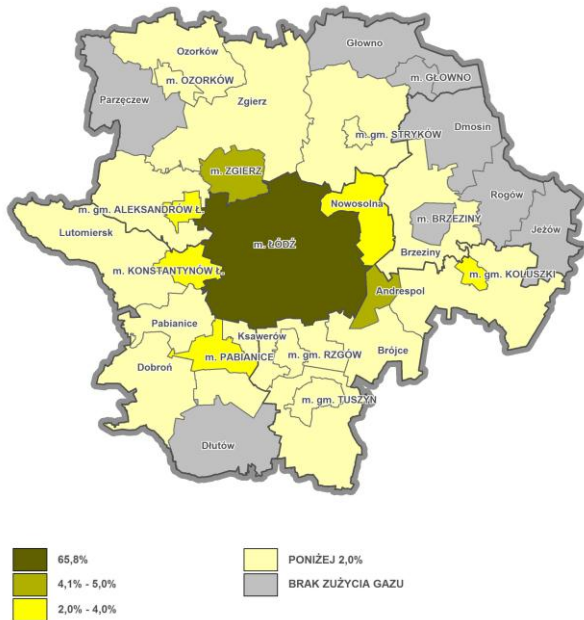 Ozorków
Głowno
m. OZORKÓW
m. GŁOWNO
Parzęczew
Zgierz
Dmosin
m. gm. STRYKÓW
m. ZGIERZ
Rogów
Nowosolna
m. gm. ALEKSANDRÓW Ł.
m. BRZEZINY
Jeżów
Lutomiersk
m. ŁÓDŹ
Brzeziny
m. KONSTANTYNÓW Ł.
m. gm. KOLUSZKI
Andrespol
Pabianice
Ksawerów
Brójce
m. PABIANICE
m. gm. RZGÓW
Dobroń
m. gm. TUSZYN
Dłutów
65,8%
PONIŻEJ 2,0%
4,1% - 5,0%
BRAK ZUŻYCIA GAZU
2,0% - 4,0%